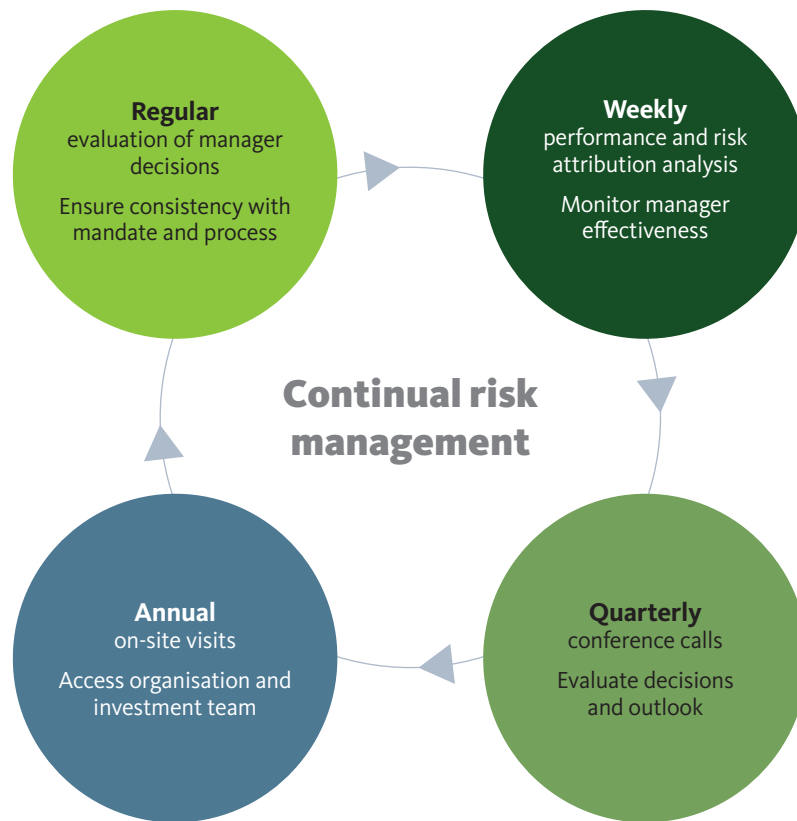 Regular
evaluation of manager
decisions
Ensure consistency with
mandate and process
Weekly
performance and risk
attribution analysis
Monitor manager
effectiveness
Continual risk
management
Annual
on-site visits
Access organisation and
investment team
Quarterly
conference calls
Evaluate decisions
and outlook